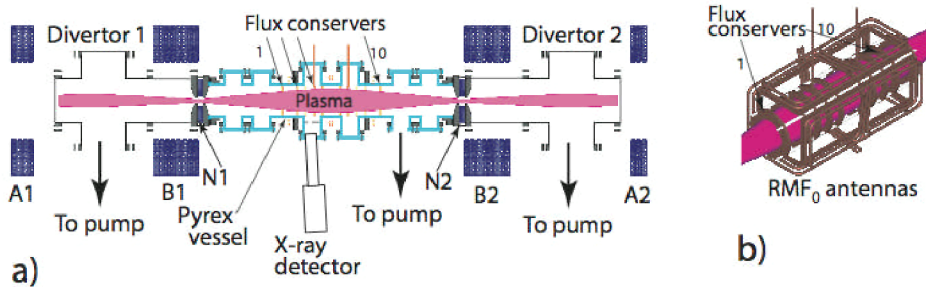 Divertor 1
Flux conservers
1
10
Divertor 2
Plasma
A1
B1
N1
N2
B2
A2
To pump
Pyrex
vessel
X-ray
detector
To pump
To pump
a)
Flux
conservers
1
10
RMF₀ antennas
b)